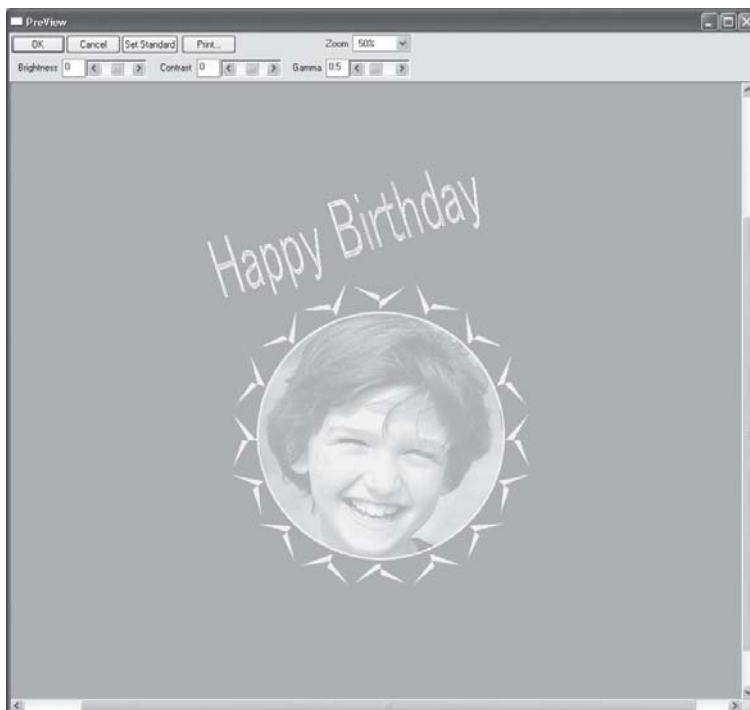 PreView
OK Cancel Set Standard Print... Zoom 50%
Brightness 0 Contrast 0 Gamma 0.5
Happy Birthday